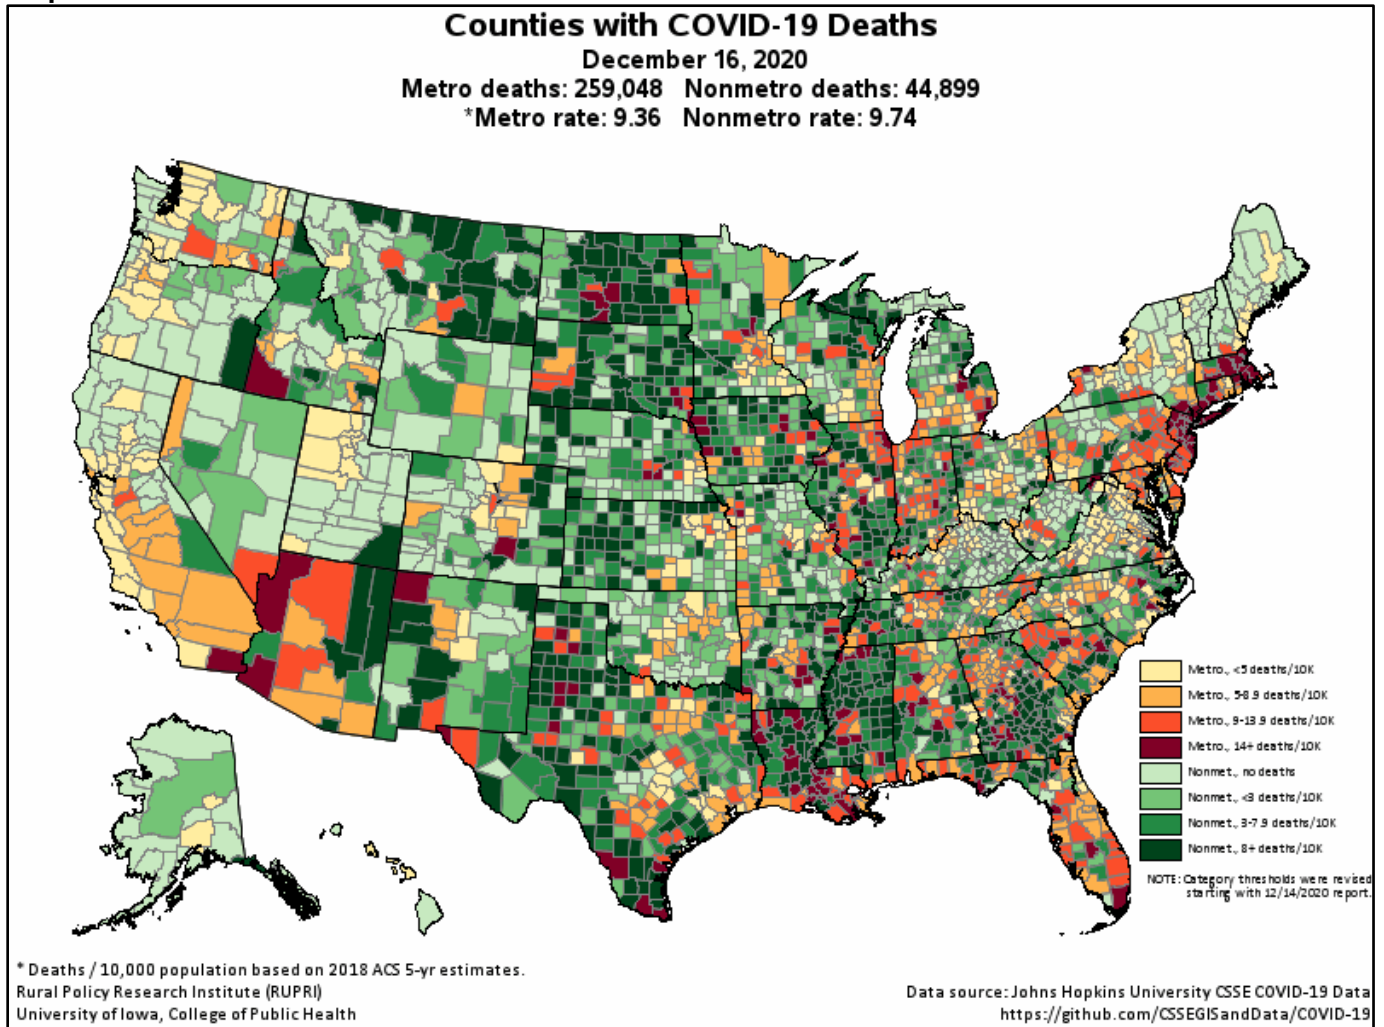 Counties with COVID-19 Deaths
December 16, 2020
Metro deaths: 259,048 Nonmetro deaths: 44,899
*Metro rate: 9.36 Nonmetro rate: 9.74
Metro., <5 deaths/10K
Metro., 5-8.9 deaths/10K
Metro., 9-13.9 deaths/10K
Metro., 14+ deaths/10K
Nonmet., no deaths
Nonmet., <3 deaths/10K
Nonmet., 3-7.9 deaths/10K
Nonmet., 8+ deaths/10K
NOTE: Category thresholds were revised
starting with 12/14/2020 report.
* Deaths / 10,000 population based on 2018 ACS 5-yr estimates.
Rural Policy Research Institute (RUPRI)
University of Iowa, College of Public Health
Data source: Johns Hopkins University CSSE COVID-19 Data
https://github.com/CSSEGISandData/COVID-19